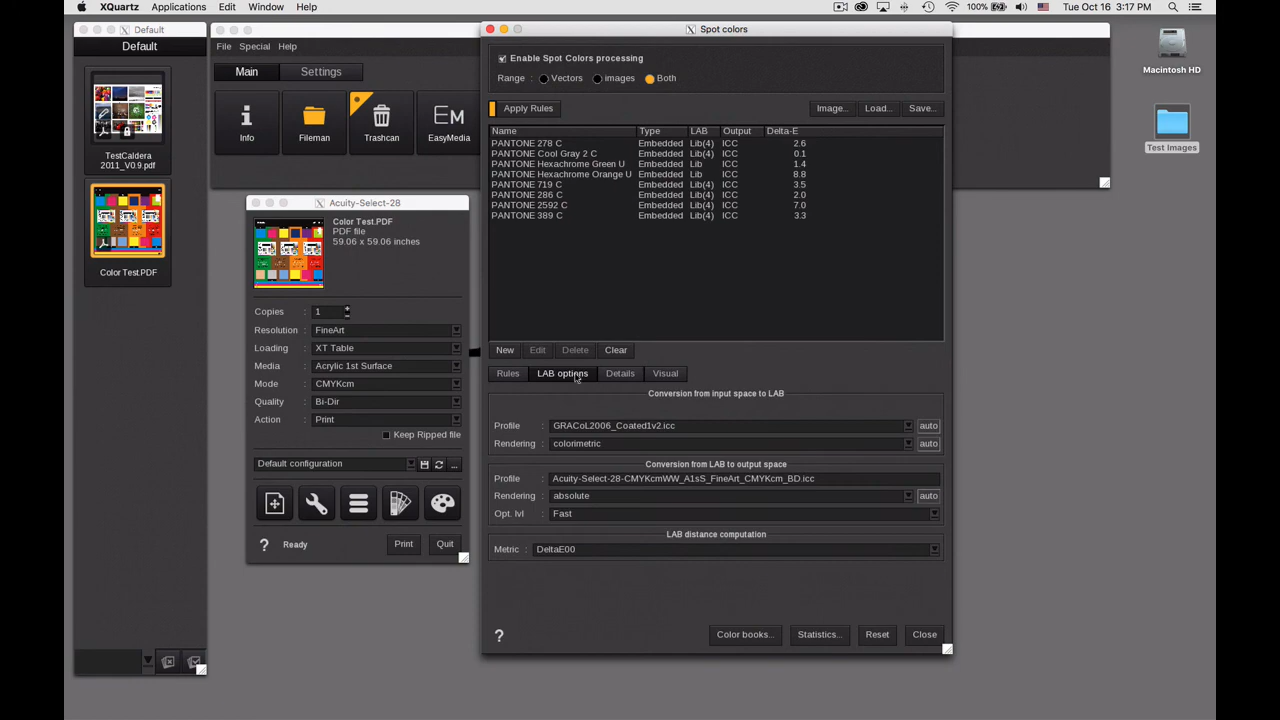 XQuartz Applications Edit Window Help
100% Tue Oct 16 3:17 PM
Default
Default
TestCaldera
2011_V0.9.pdf
Color Test.PDF
File Special Help
Main Settings
Info Fileman Trashcan EasyMedia
Acuity-Select-28
Color Test.PDF
PDF file
59.06 x 59.06 inches
Copies : 1
Resolution : FineArt
Loading : XT Table
Media : Acrylic 1st Surface
Mode : CMYKcm
Quality : Bi-Dir
Action : Print
Keep Ripped file
Default configuration ...
? Ready Print Quit
Spot colors
Enable Spot Colors processing
Range : Vectors images Both
Apply Rules Image... Load... Save...
Name Type LAB Output Delta-E
PANTONE 278 C Embedded Lib(4) ICC 2.6
PANTONE Cool Gray 2 C Embedded Lib(4) ICC 0.1
PANTONE Hexachrome Green U Embedded Lib ICC 1.4
PANTONE Hexachrome Orange U Embedded Lib ICC 8.8
PANTONE 719 C Embedded Lib(4) ICC 3.5
PANTONE 286 C Embedded Lib(4) ICC 2.0
PANTONE 2592 C Embedded Lib(4) ICC 7.0
PANTONE 389 C Embedded Lib(4) ICC 3.3
New Edit Delete Clear
Rules LAB options Details Visual
Conversion from input space to LAB
Profile : GRACoL2006_Coated1v2.icc auto
Rendering : colorimetric auto
Conversion from LAB to output space
Profile : Acuity-Select-28-CMYKcmWW_A1sS_FineArt_CMYKcm_BD.icc
Rendering : absolute auto
Opt. lvl : Fast
LAB distance computation
Metric : DeltaE00
? Color books... Statistics... Reset Close
Macintosh HD
Test Images